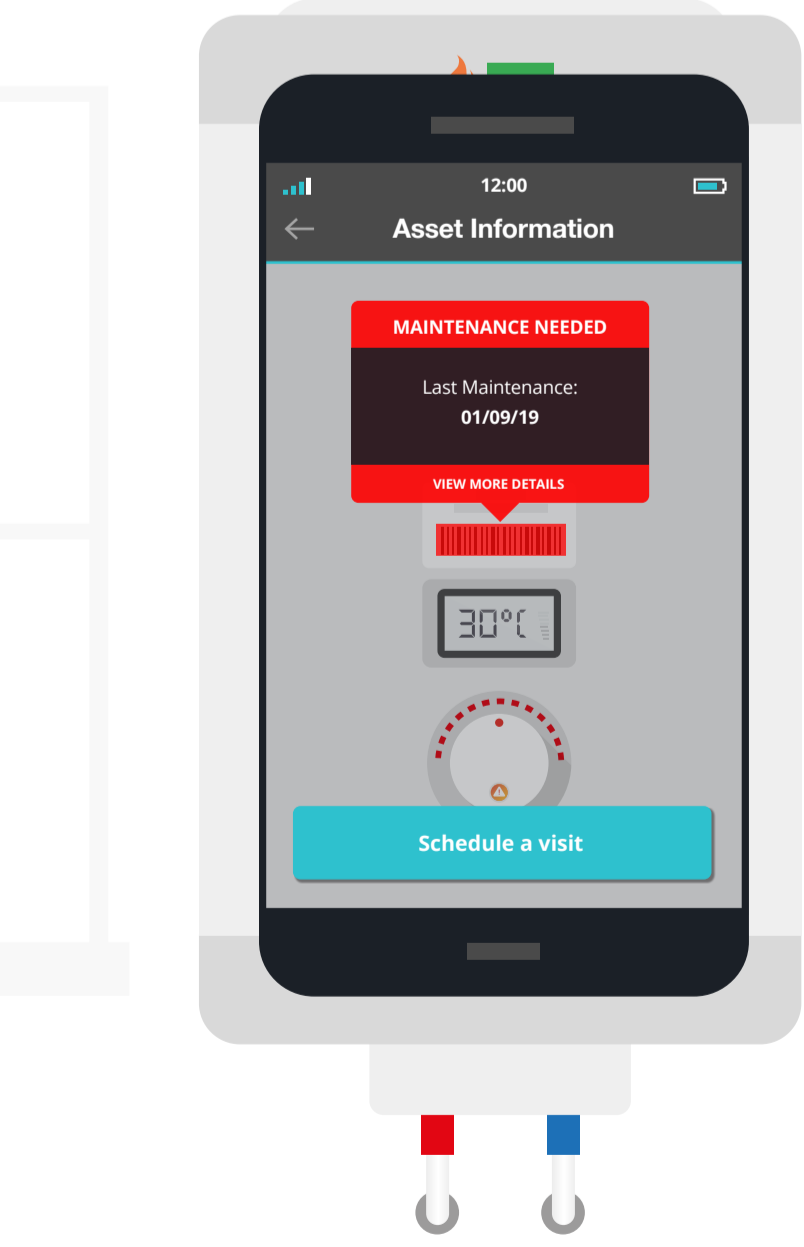 12:00
Asset Information
MAINTENANCE NEEDED
Last Maintenance:
01/09/19
VIEW MORE DETAILS
30°C
Schedule a visit